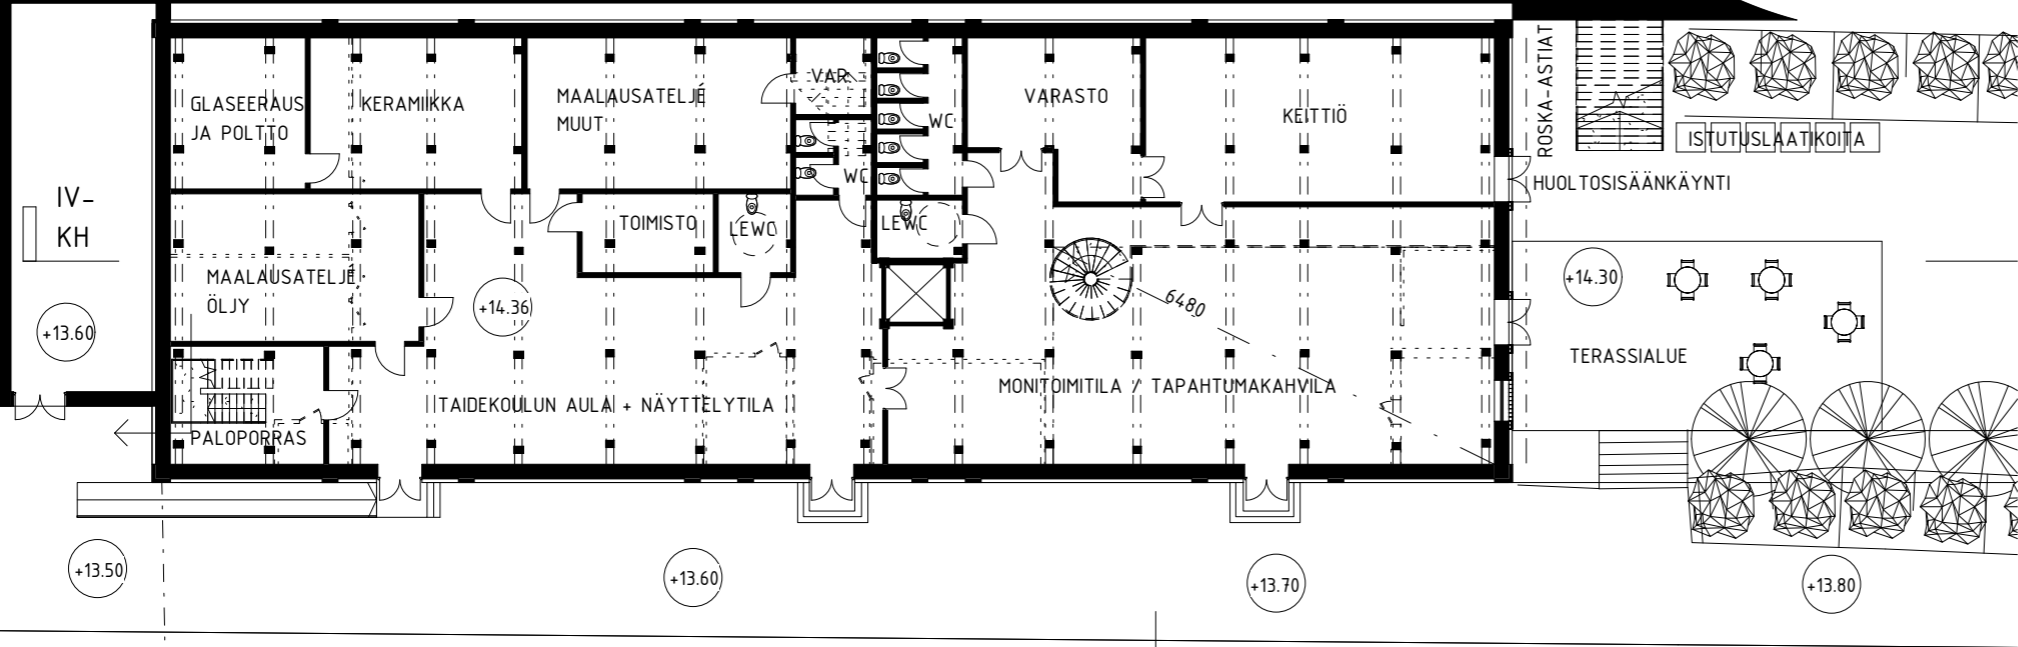 GLASEERAUS
JA POLTTO
KERAMIIKKA
MAALAUSATELJÉ
MUUT
VAR.
WC
WC
VARASTO
KEITTIÖ
ROSKA-ASTIAT
ISTUTUSLAATIKOITA
HUOLTOSISÄÄNKÄYNTI
IV-
KH
TOIMISTO
LEWC
LEWC
MAALAUSATELJÉ
ÖLJY
+14.36
+14.30
6480
+13.60
TERASSIALUE
MONITOIMITILA / TAPAHTUMAKAHVILA
TAIDEKOULUN AULA + NÄYTTELYTILA
PALOPORRAS
+13.50
+13.60
+13.70
+13.80